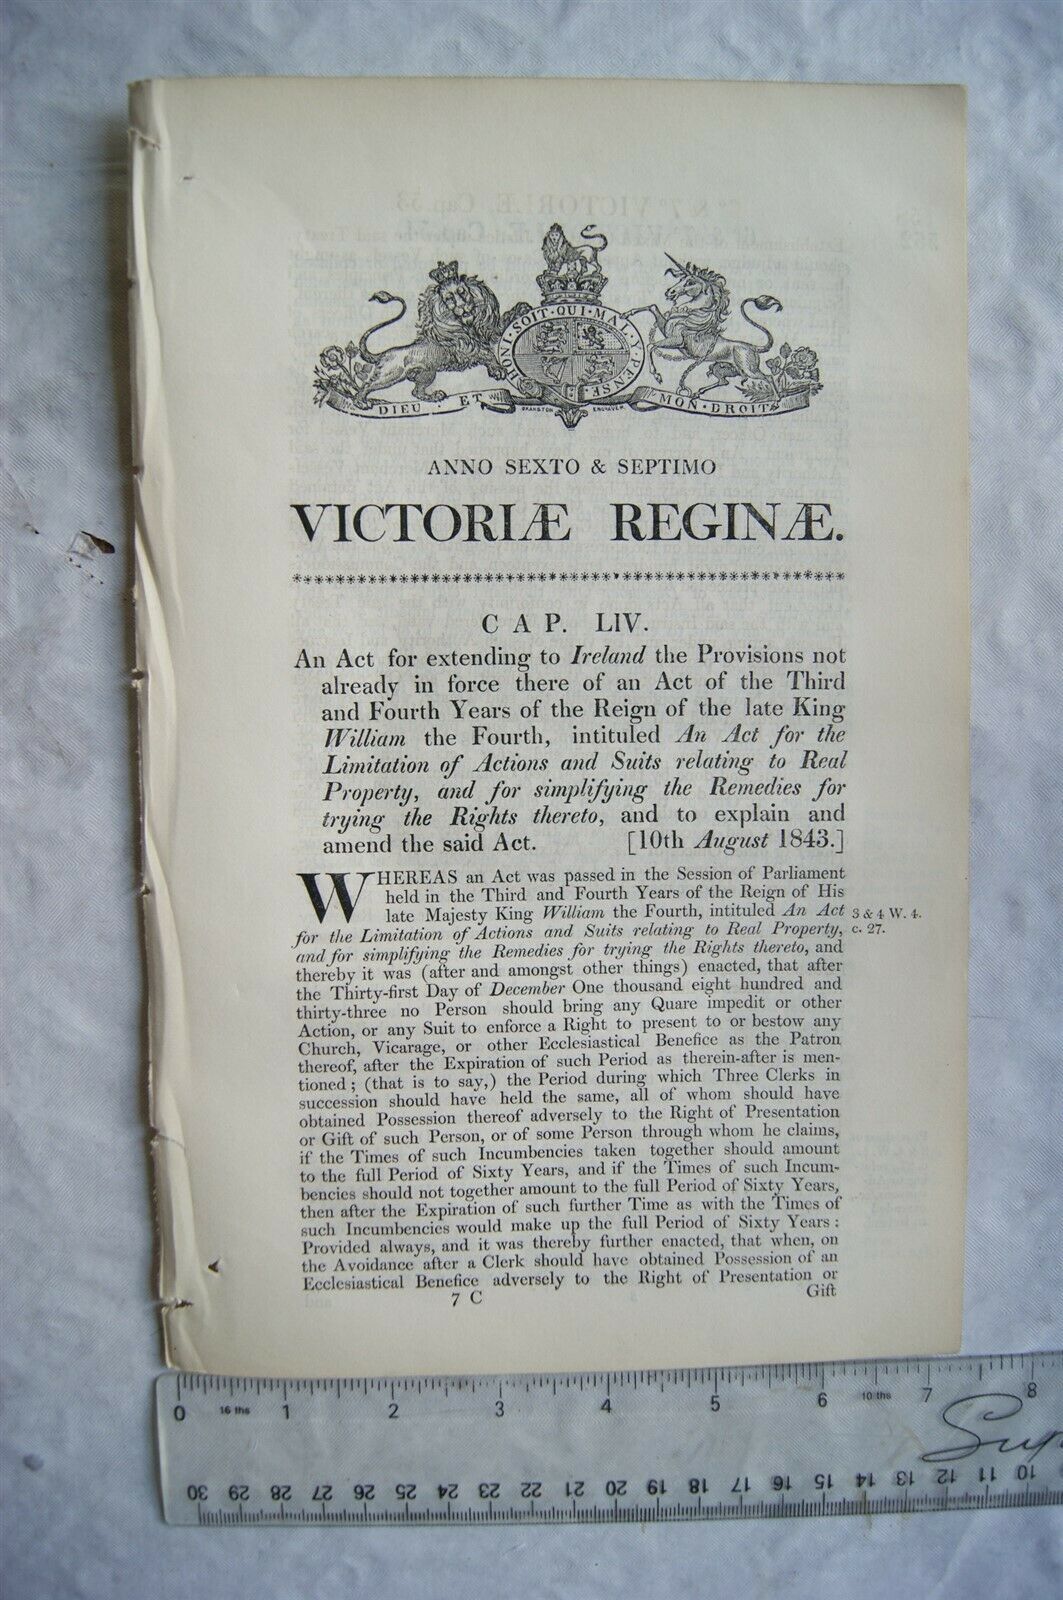 HONI · SOIT · QUI · MAL · Y · PENSE
DIEU · ET
MON · DROIT
BRANSTON ENGRAVER.
ANNO SEXTO & SEPTIMO
VICTORIÆ REGINÆ.
CAP. LIV.
An Act for extending to Ireland the Provisions not
already in force there of an Act of the Third
and Fourth Years of the Reign of the late King
William the Fourth, intituled An Act for the
Limitation of Actions and Suits relating to Real
Property, and for simplifying the Remedies for
trying the Rights thereto, and to explain and
amend the said Act. [10th August 1843.]
WHEREAS an Act was passed in the Session of Parliament
held in the Third and Fourth Years of the Reign of His
late Majesty King William the Fourth, intituled An Act
for the Limitation of Actions and Suits relating to Real Property,
and for simplifying the Remedies for trying the Rights thereto, and
thereby it was (after and amongst other things) enacted, that after
the Thirty-first Day of December One thousand eight hundred and
thirty-three no Person should bring any Quare impedit or other
Action, or any Suit to enforce a Right to present to or bestow any
Church, Vicarage, or other Ecclesiastical Benefice as the Patron
thereof, after the Expiration of such Period as therein-after is men-
tioned; (that is to say,) the Period during which Three Clerks in
succession should have held the same, all of whom should have
obtained Possession thereof adversely to the Right of Presentation
or Gift of such Person, or of some Person through whom he claims,
if the Times of such Incumbencies taken together should amount
to the full Period of Sixty Years, and if the Times of such Incum-
bencies should not together amount to the full Period of Sixty Years,
then after the Expiration of such further Time as with the Times of
such Incumbencies would make up the full Period of Sixty Years:
Provided always, and it was thereby further enacted, that when, on
the Avoidance after a Clerk should have obtained Possession of an
Ecclesiastical Benefice adversely to the Right of Presentation or
7 C Gift
3 & 4 W. 4.
c. 27.
0 16 ths 1 2 3 4 5 6 10 ths 7 8
30 29 28 27 26 25 24 23 22 21 20 19 18 17 16 15 14 13 12 11 10